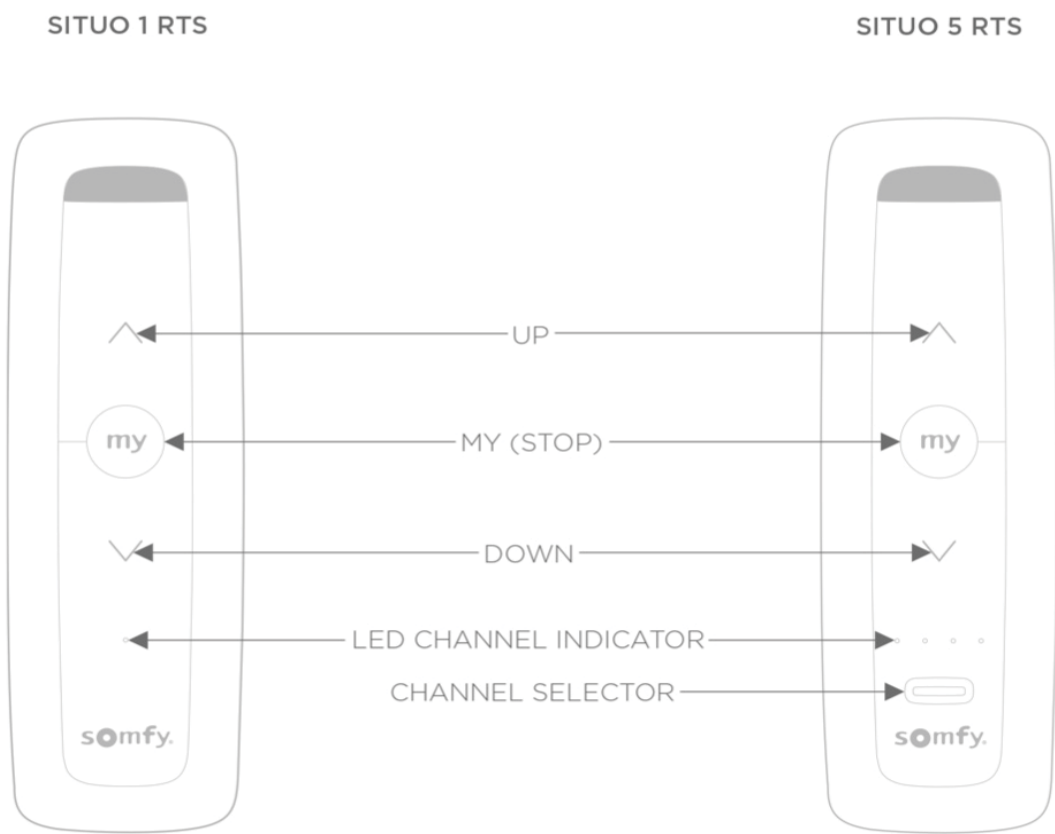 SITUO 1 RTS
SITUO 5 RTS
UP
my
MY (STOP)
my
DOWN
LED CHANNEL INDICATOR
CHANNEL SELECTOR
somfy.
somfy.